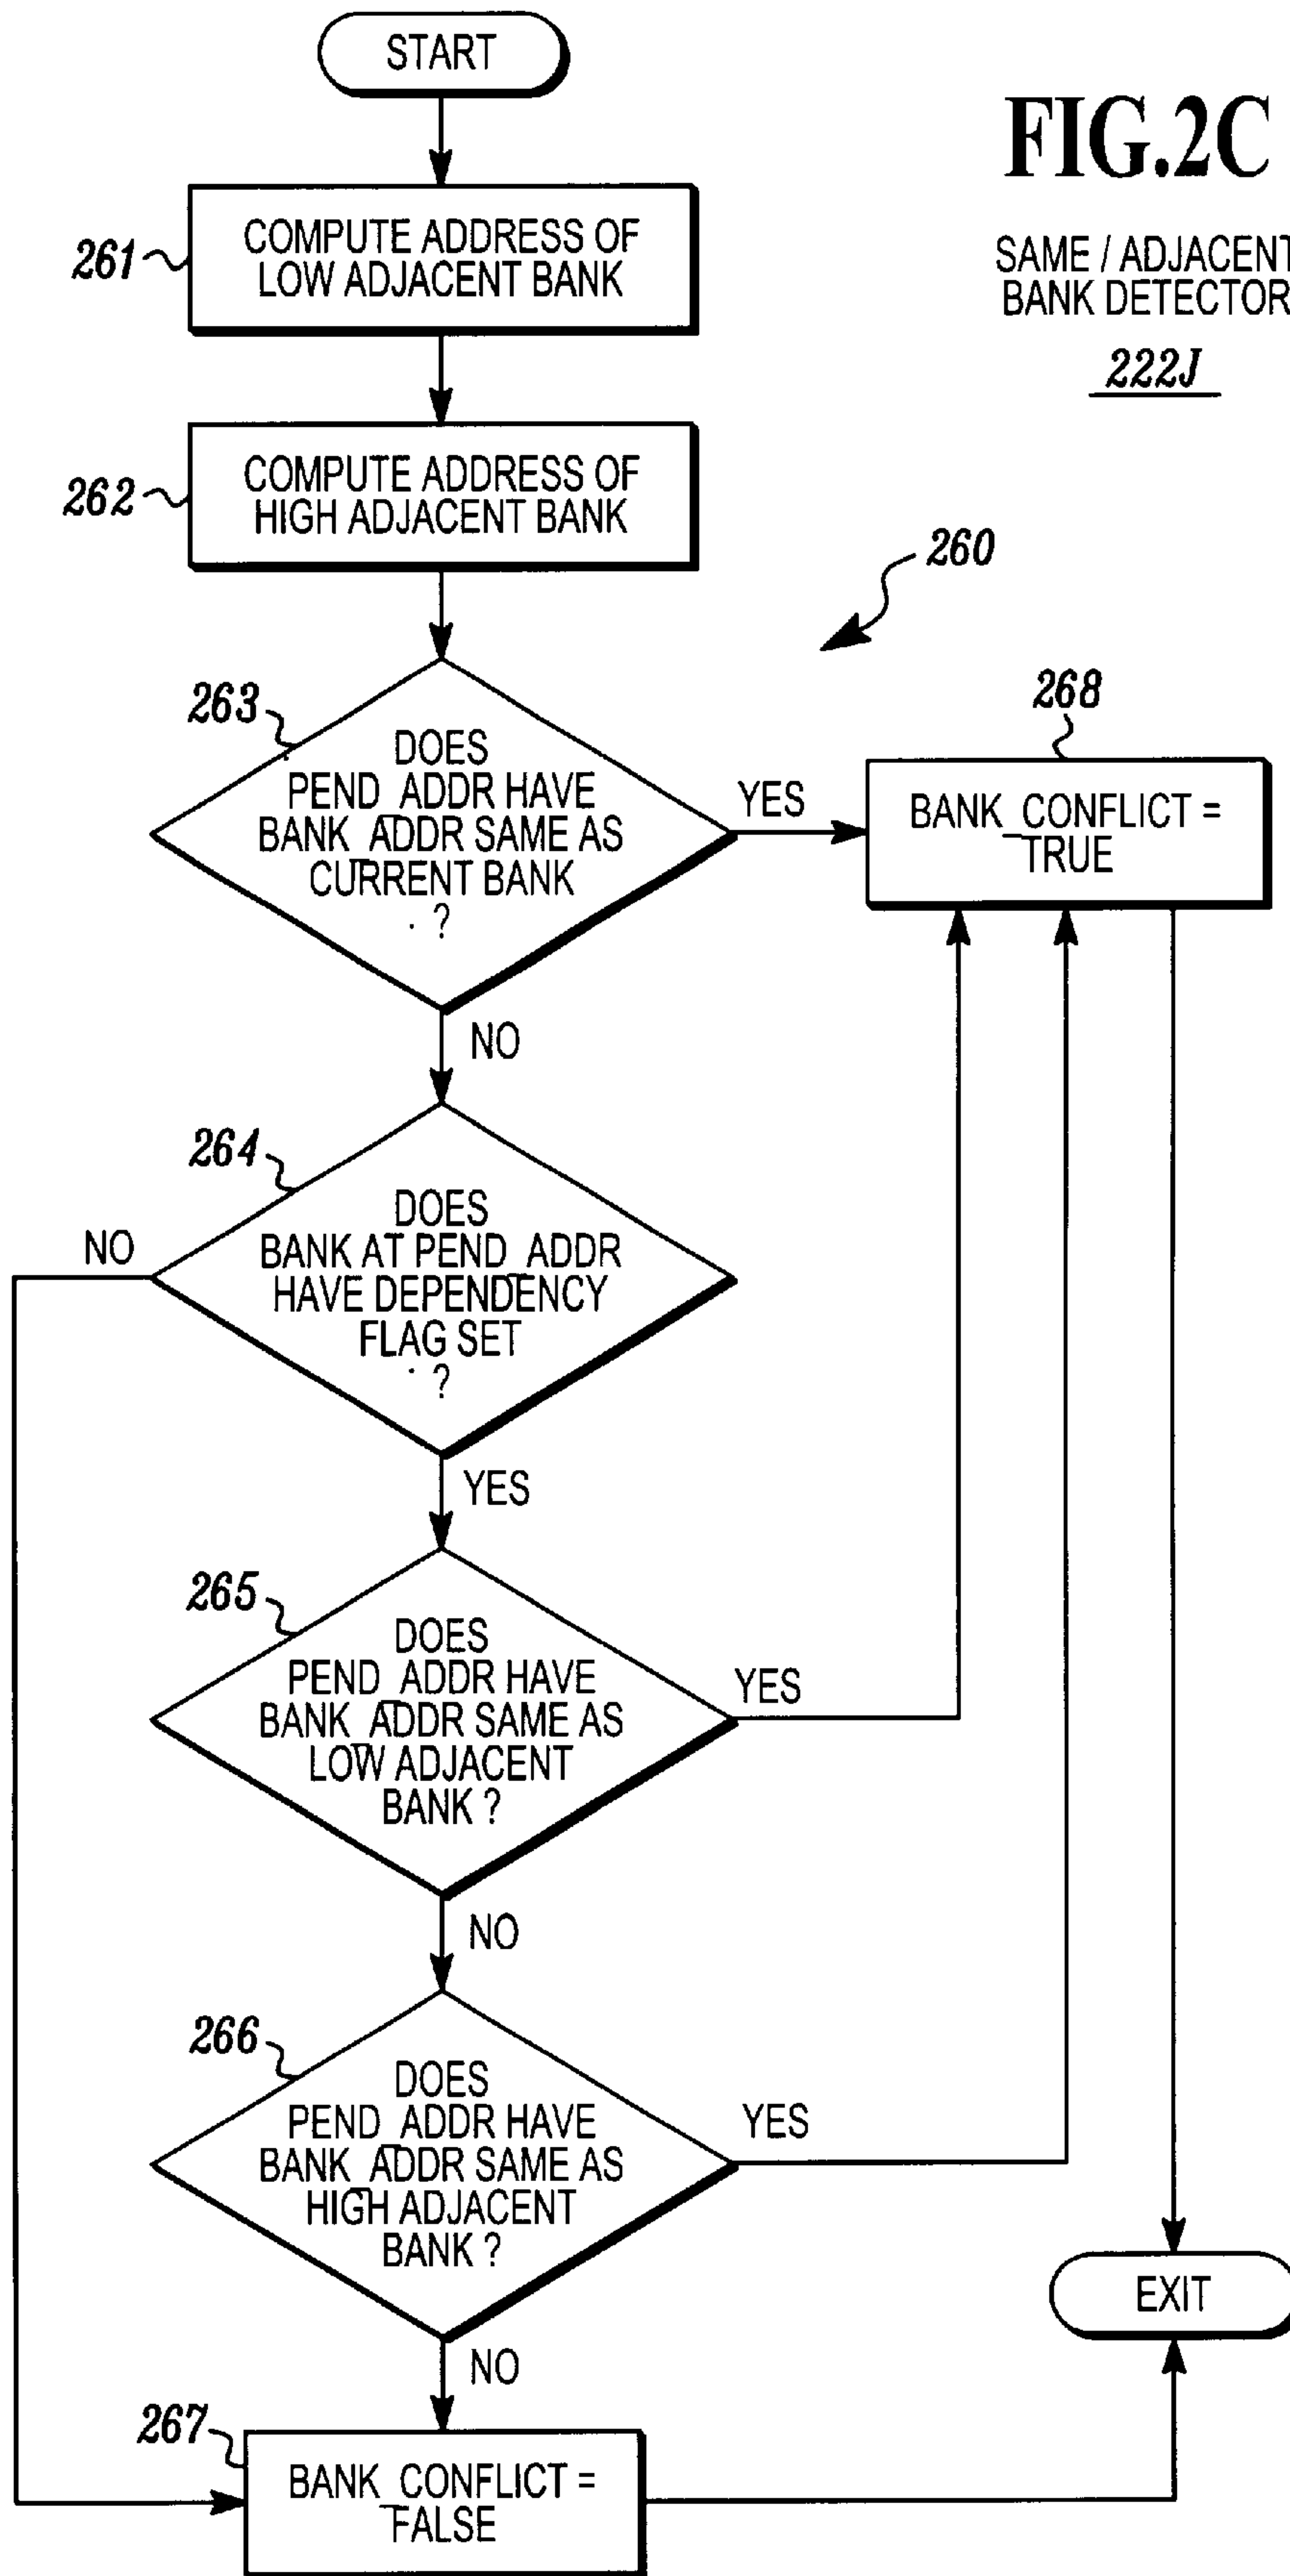 START
FIG.2C
SAME / ADJACENT
BANK DETECTOR
222J
261
COMPUTE ADDRESS OF
LOW ADJACENT BANK
262
COMPUTE ADDRESS OF
HIGH ADJACENT BANK
260
263
DOES
PEND_ADDR HAVE
BANK_ADDR SAME AS
CURRENT BANK
?
YES
268
BANK_CONFLICT =
TRUE
NO
264
DOES
BANK AT PEND_ADDR
HAVE DEPENDENCY
FLAG SET
?
NO
YES
265
DOES
PEND_ADDR HAVE
BANK_ADDR SAME AS
LOW ADJACENT
BANK ?
YES
NO
266
DOES
PEND_ADDR HAVE
BANK_ADDR SAME AS
HIGH ADJACENT
BANK ?
YES
EXIT
NO
267
BANK_CONFLICT =
FALSE